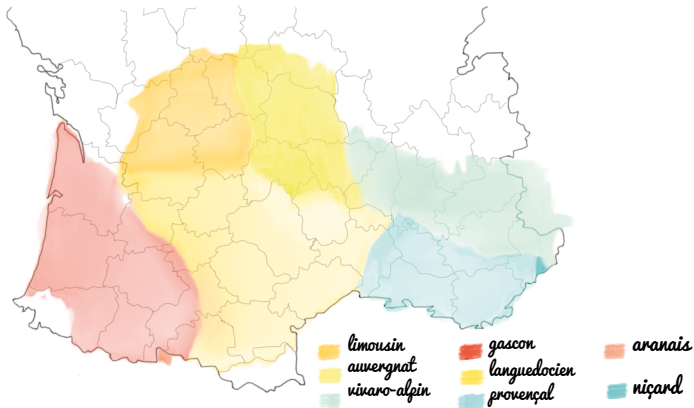 limousin
auvergnat
vivaro-alpin
gascon
languedocien
provençal
aranais
niçard